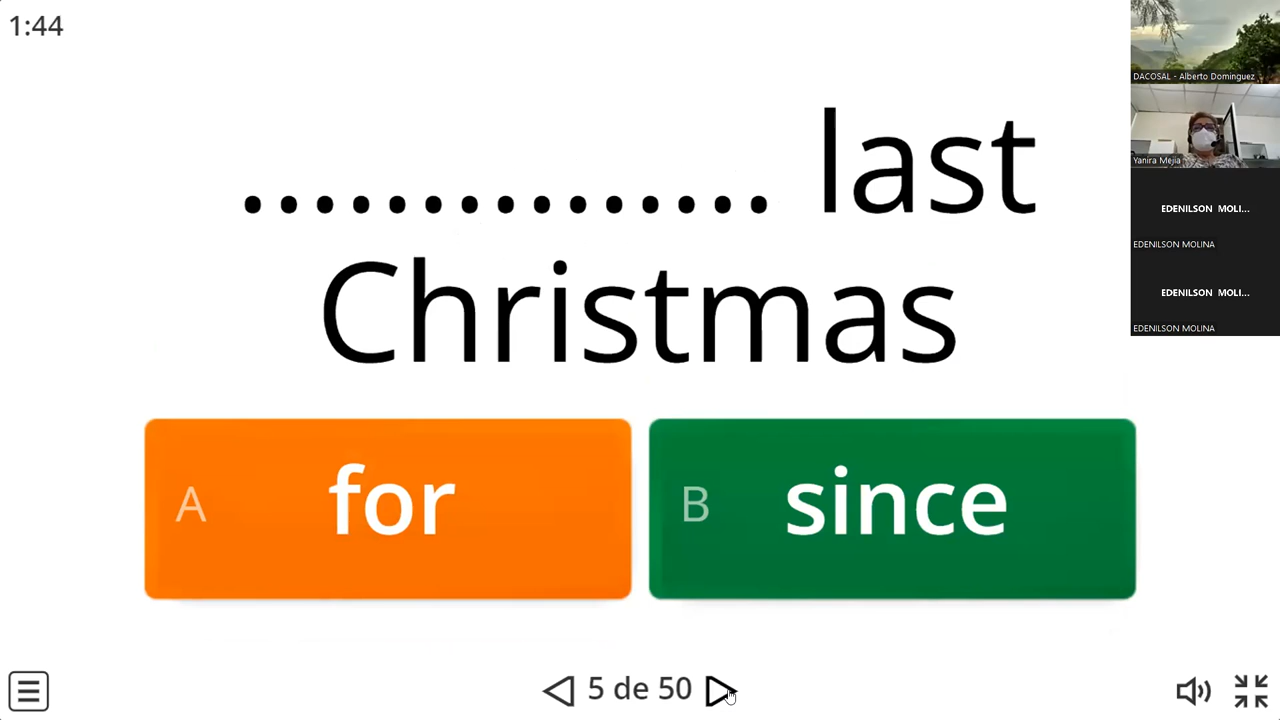 1:44
............... last
Christmas
A for
B since
5 de 50
DACOSAL - Alberto Dominguez
Yanira Mejia
EDENILSON MOLI...
EDENILSON MOLINA
EDENILSON MOLI...
EDENILSON MOLINA